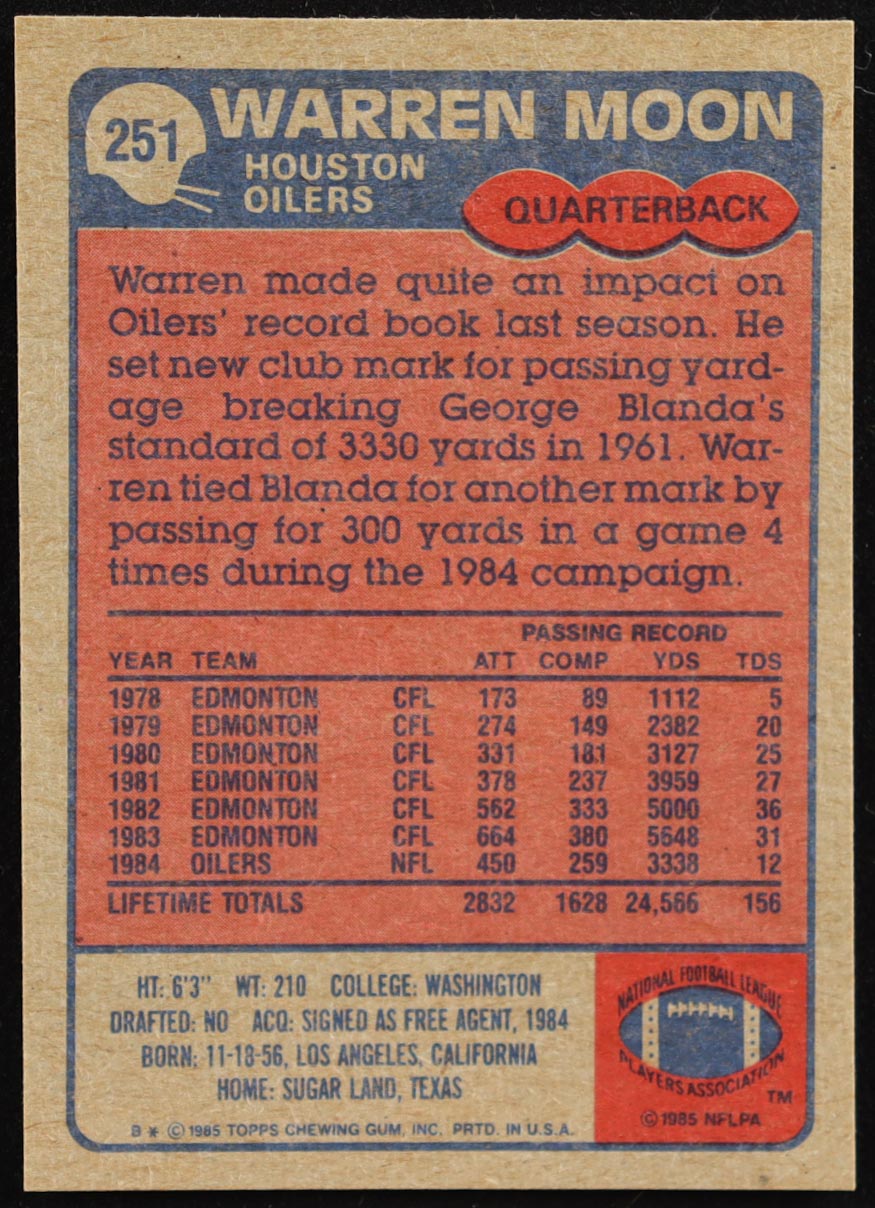 251
WARREN MOON
HOUSTON
OILERS
QUARTERBACK
Warren made quite an impact on
Oilers' record book last season. He
set new club mark for passing yard-
age breaking George Blanda's
standard of 3330 yards in 1961. War-
ren tied Blanda for another mark by
passing for 300 yards in a game 4
times during the 1984 campaign.
PASSING RECORD
YEAR TEAM ATT COMP YDS TDS
1978 EDMONTON CFL 173 89 1112 5
1979 EDMONTON CFL 274 149 2382 20
1980 EDMONTON CFL 331 181 3127 25
1981 EDMONTON CFL 378 237 3959 27
1982 EDMONTON CFL 562 333 5000 36
1983 EDMONTON CFL 664 380 5648 31
1984 OILERS NFL 450 259 3338 12
LIFETIME TOTALS 2832 1628 24,566 156
HT: 6'3" WT: 210 COLLEGE: WASHINGTON
DRAFTED: NO ACQ: SIGNED AS FREE AGENT, 1984
BORN: 11-18-56, LOS ANGELES, CALIFORNIA
HOME: SUGAR LAND, TEXAS
B * © 1985 TOPPS CHEWING GUM, INC. PRTD. IN U.S.A.
NATIONAL FOOTBALL LEAGUE
PLAYERS ASSOCIATION
TM
© 1985 NFLPA